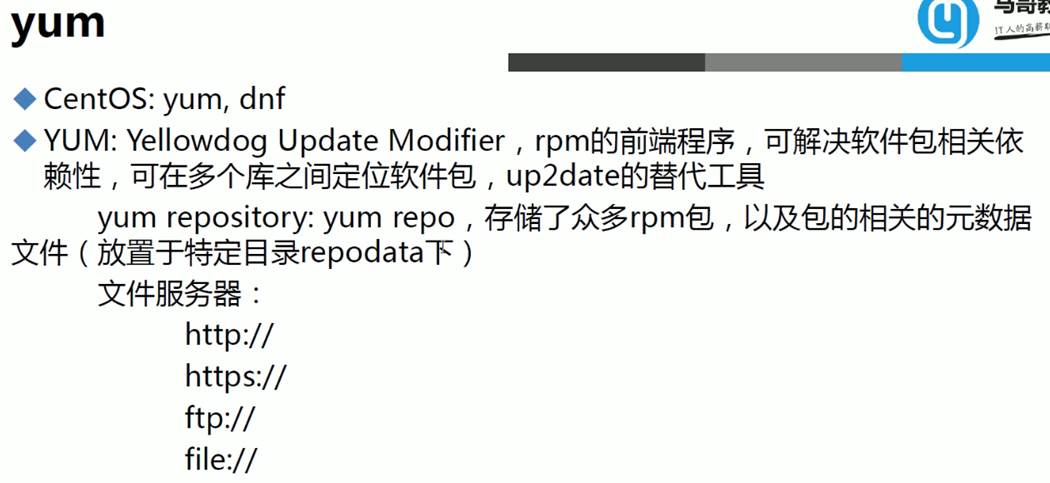 yum
IT人的高薪
CentOS: yum, dnf
YUM: Yellowdog Update Modifier，rpm的前端程序，可解决软件包相关依
赖性，可在多个库之间定位软件包，up2date的替代工具
yum repository: yum repo，存储了众多rpm包，以及包的相关的元数据
文件（放置于特定目录repodata下）
文件服务器：
http://
https://
ftp://
file://